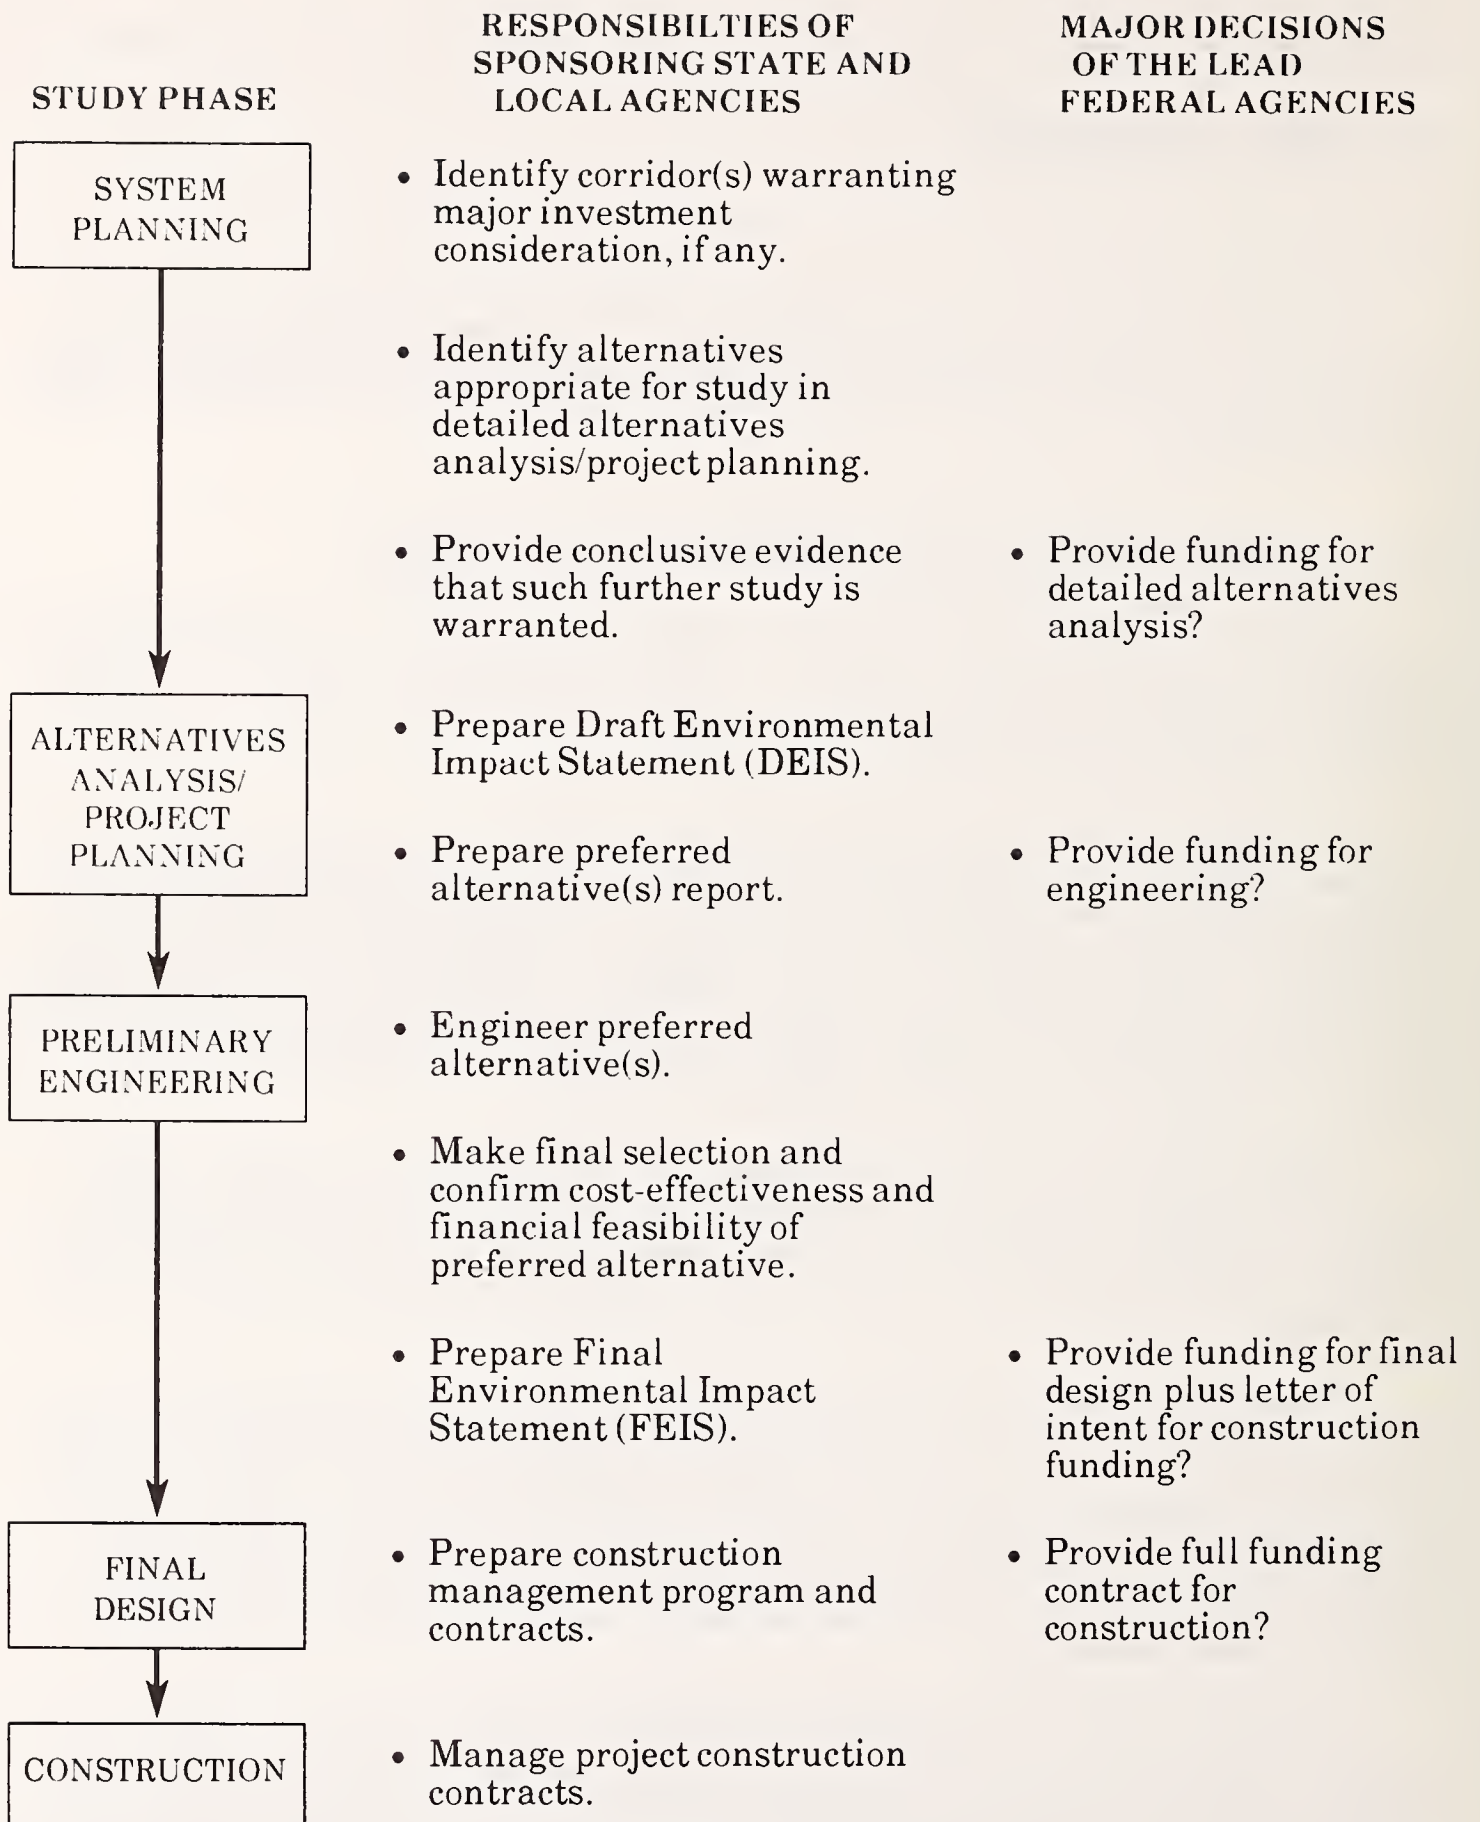 STUDY PHASE
RESPONSIBILTIES OF
SPONSORING STATE AND
LOCAL AGENCIES
MAJOR DECISIONS
OF THE LEAD
FEDERAL AGENCIES
SYSTEM
PLANNING
• Identify corridor(s) warranting
major investment
consideration, if any.
• Identify alternatives
appropriate for study in
detailed alternatives
analysis/project planning.
• Provide conclusive evidence
that such further study is
warranted.
• Provide funding for
detailed alternatives
analysis?
ALTERNATIVES
ANALYSIS/
PROJECT
PLANNING
• Prepare Draft Environmental
Impact Statement (DEIS).
• Prepare preferred
alternative(s) report.
• Provide funding for
engineering?
PRELIMINARY
ENGINEERING
• Engineer preferred
alternative(s).
• Make final selection and
confirm cost-effectiveness and
financial feasibility of
preferred alternative.
• Prepare Final
Environmental Impact
Statement (FEIS).
• Provide funding for final
design plus letter of
intent for construction
funding?
FINAL
DESIGN
• Prepare construction
management program and
contracts.
• Provide full funding
contract for
construction?
CONSTRUCTION
• Manage project construction
contracts.